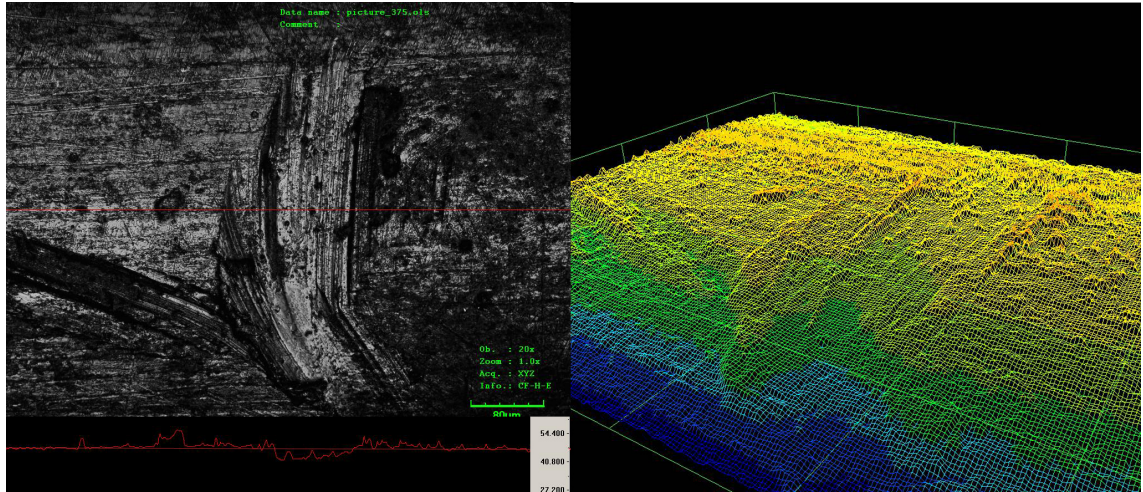 Data name : picture_375.ols
Comment :
Ob. : 20x
Zoom : 1.0x
Acq. : XYZ
Info.: CF-H-E
80µm
54.400
40.800
27.200